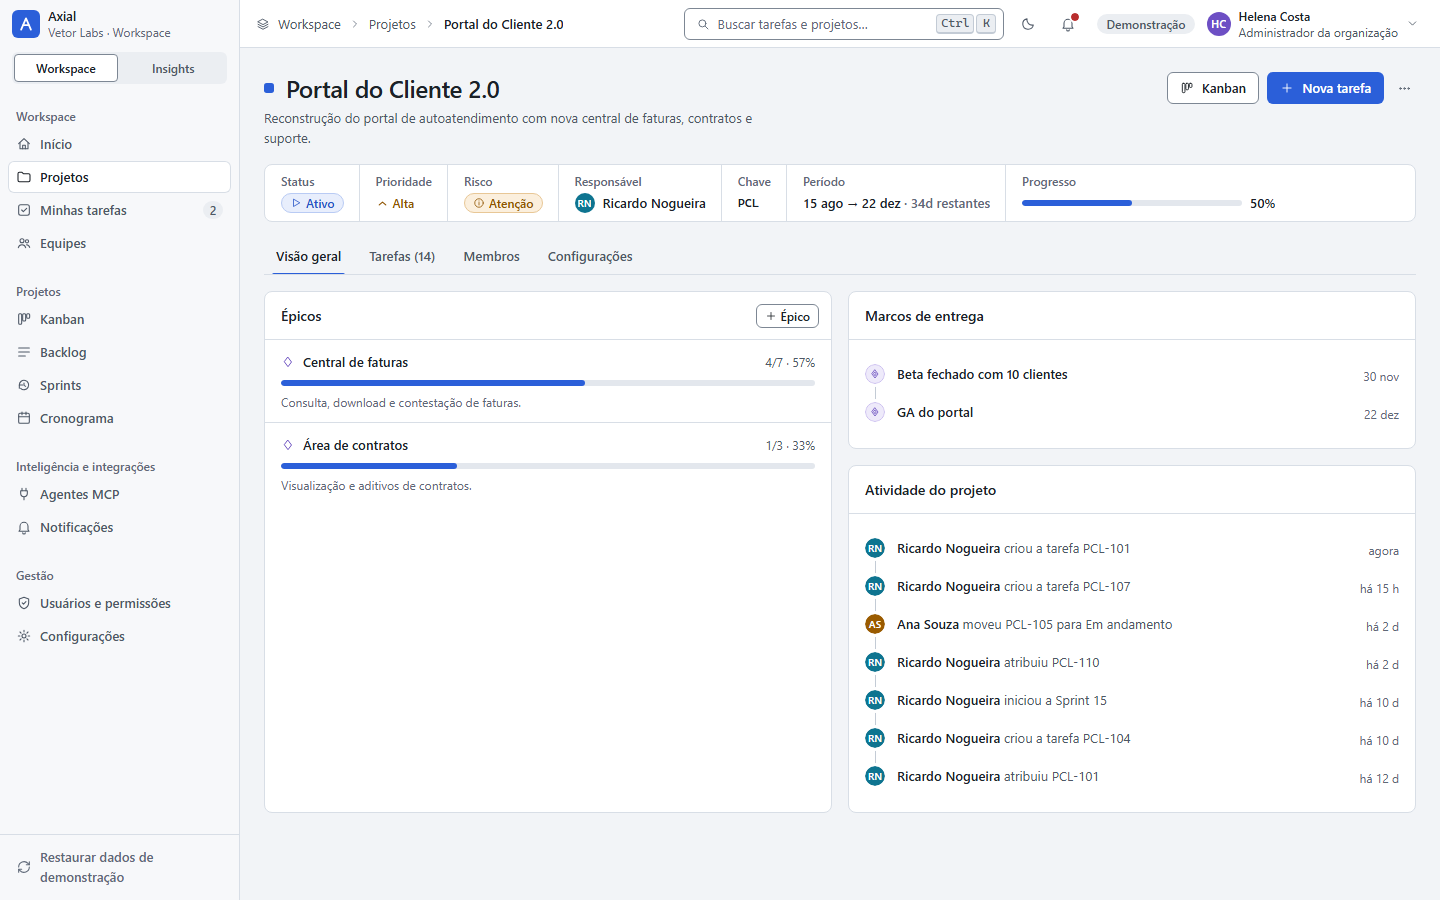 Axial
Vetor Labs · Workspace
Workspace
Insights
Workspace
Início
Projetos
Minhas tarefas
2
Equipes
Projetos
Kanban
Backlog
Sprints
Cronograma
Inteligência e integrações
Agentes MCP
Notificações
Gestão
Usuários e permissões
Configurações
Restaurar dados de
demonstração
Workspace
Projetos
Portal do Cliente 2.0
Buscar tarefas e projetos...
Ctrl K
Demonstração
HC
Helena Costa
Administrador da organização
Portal do Cliente 2.0
Reconstrução do portal de autoatendimento com nova central de faturas, contratos e
suporte.
Kanban
Nova tarefa
Status
Ativo
Prioridade
Alta
Risco
Atenção
Responsável
RN Ricardo Nogueira
Chave
PCL
Período
15 ago → 22 dez · 34d restantes
Progresso
50%
Visão geral
Tarefas (14)
Membros
Configurações
Épicos
Épico
Central de faturas
4/7 · 57%
Consulta, download e contestação de faturas.
Área de contratos
1/3 · 33%
Visualização e aditivos de contratos.
Marcos de entrega
Beta fechado com 10 clientes
30 nov
GA do portal
22 dez
Atividade do projeto
RN Ricardo Nogueira criou a tarefa PCL-101
agora
RN Ricardo Nogueira criou a tarefa PCL-107
há 15 h
AS Ana Souza moveu PCL-105 para Em andamento
há 2 d
RN Ricardo Nogueira atribuiu PCL-110
há 2 d
RN Ricardo Nogueira iniciou a Sprint 15
há 10 d
RN Ricardo Nogueira criou a tarefa PCL-104
há 10 d
RN Ricardo Nogueira atribuiu PCL-101
há 12 d